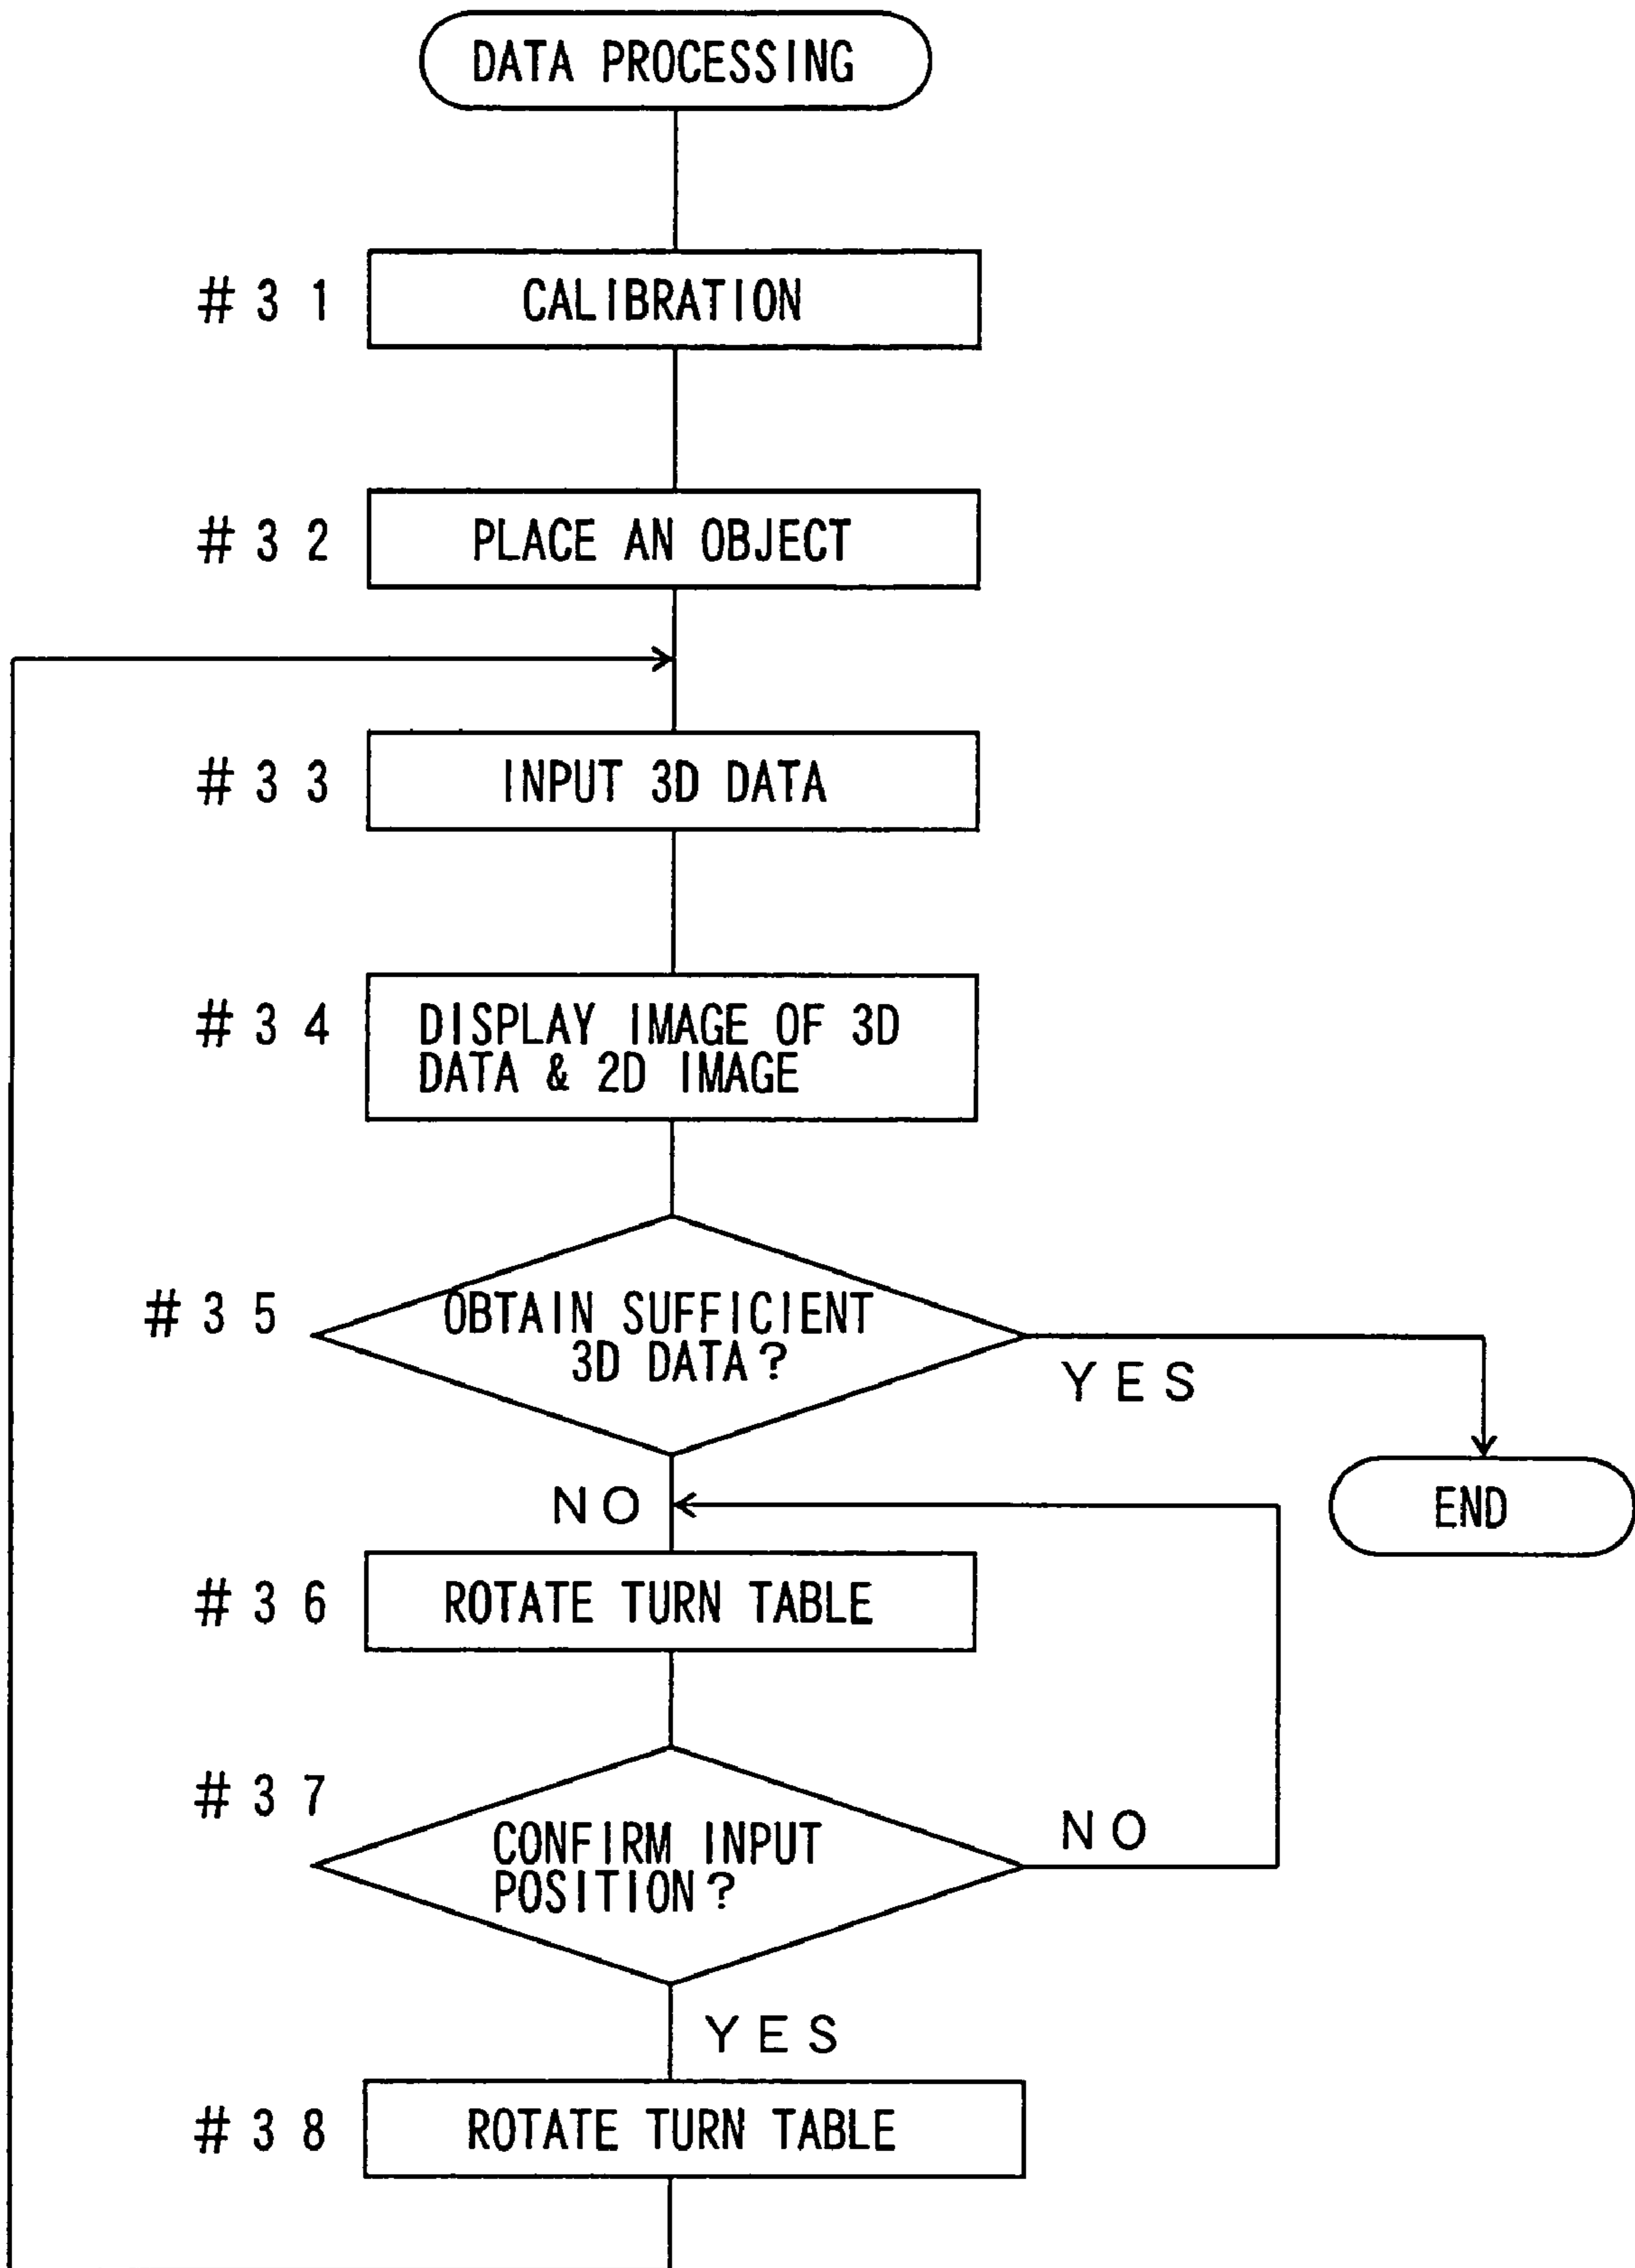 DATA PROCESSING
#31 CALIBRATION
#32 PLACE AN OBJECT
#33 INPUT 3D DATA
#34 DISPLAY IMAGE OF 3D
DATA & 2D IMAGE
#35 OBTAIN SUFFICIENT
3D DATA?
YES
NO
END
#36 ROTATE TURN TABLE
#37
CONFIRM INPUT
POSITION?
NO
YES
#38 ROTATE TURN TABLE